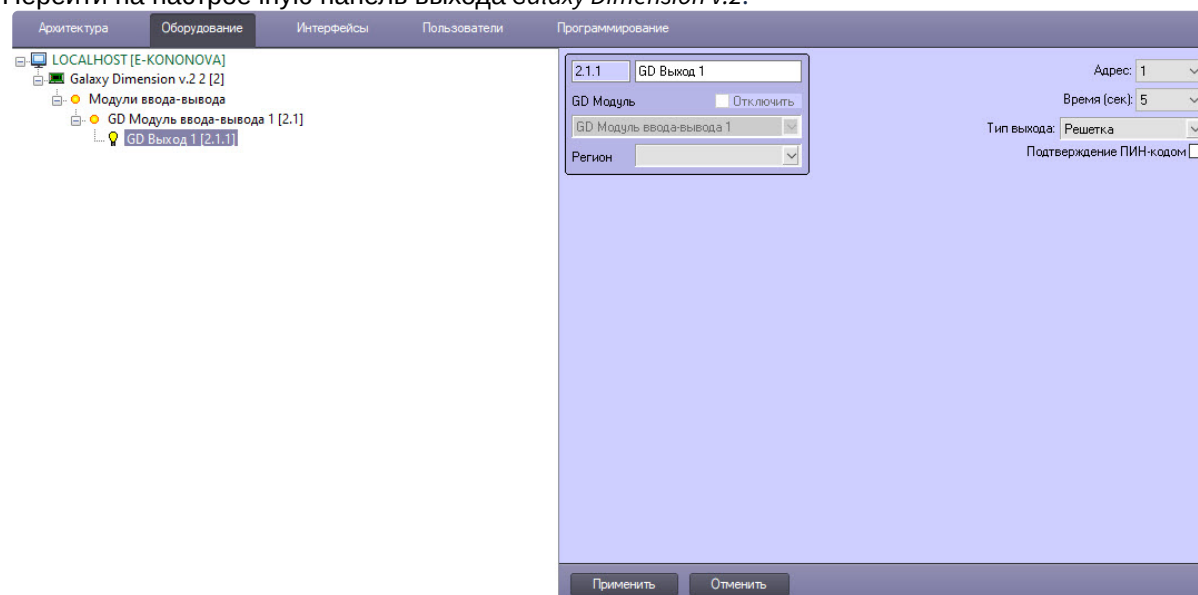 Перейти на настроечную панель выхода Galaxy Dimension v.2.
Архитектура Оборудование Интерфейсы Пользователи Программирование
LOCALHOST [E-KONONOVA]
Galaxy Dimension v.2 2 [2]
Модули ввода-вывода
GD Модуль ввода-вывода 1 [2.1]
GD Выход 1 [2.1.1]
2.1.1 GD Выход 1
GD Модуль Отключить
GD Модуль ввода-вывода 1
Регион
Адрес: 1
Время (сек): 5
Тип выхода: Решетка
Подтверждение ПИН-кодом
Применить Отменить